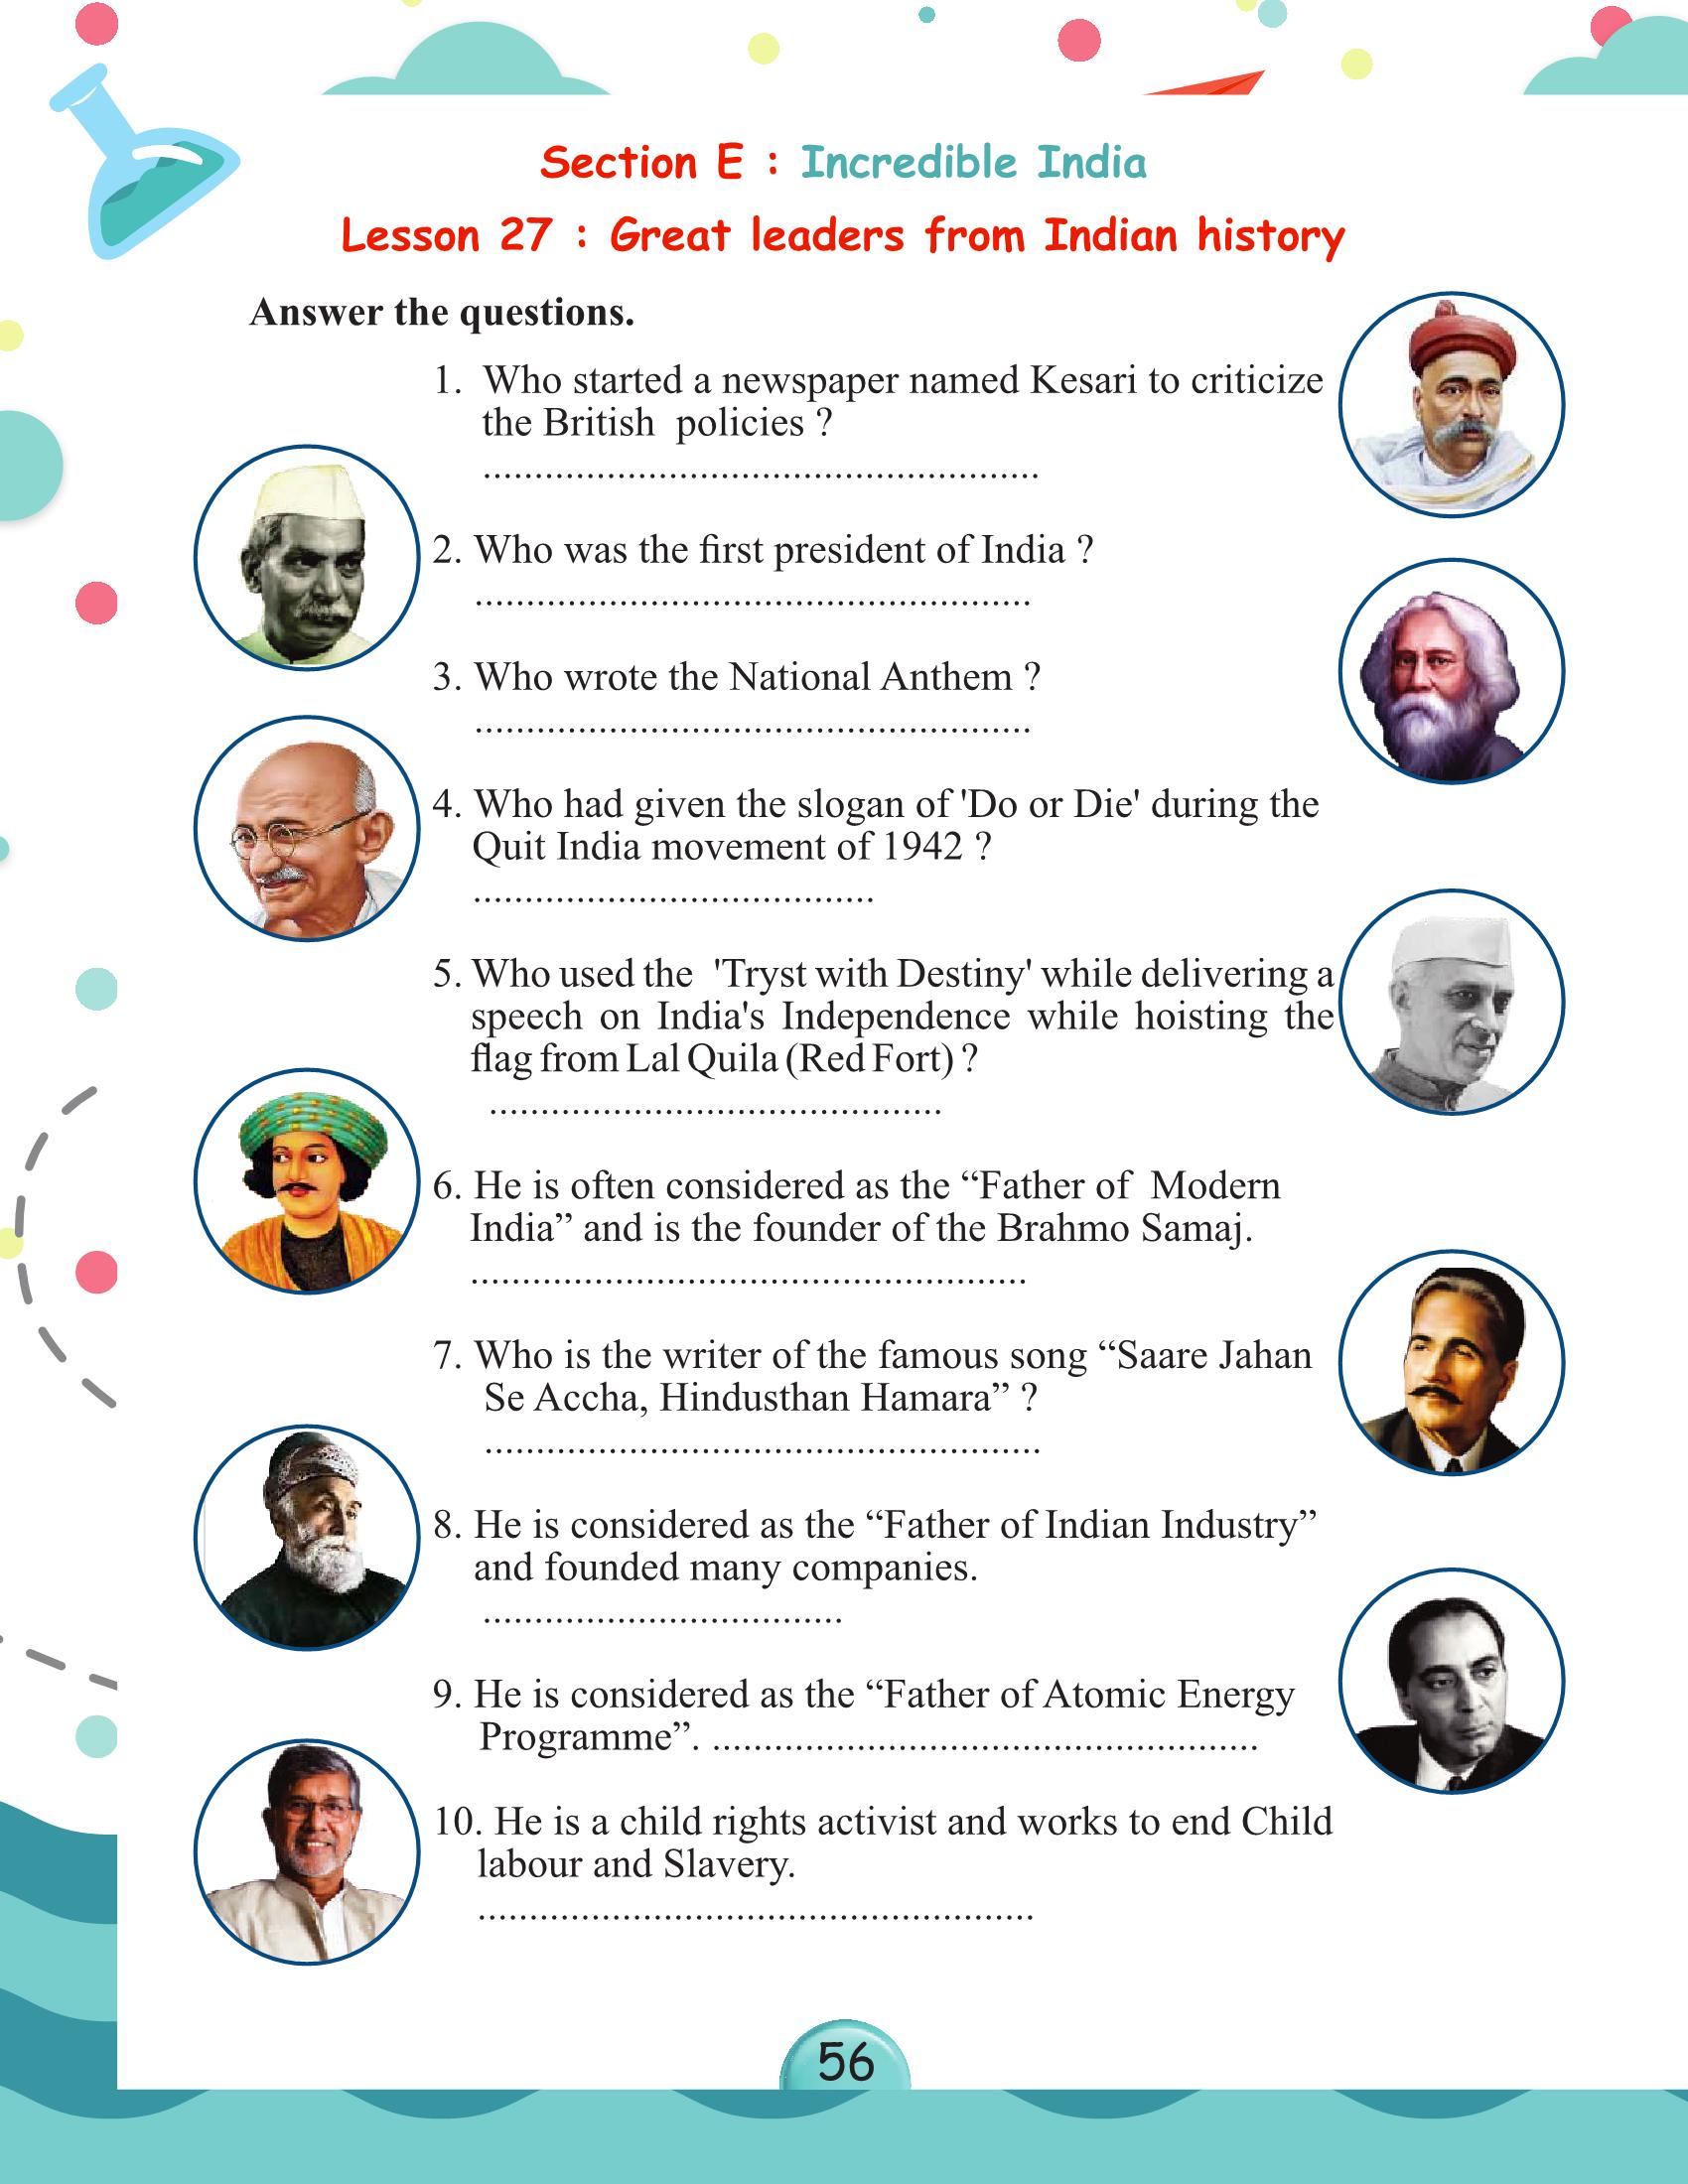 Section E : Incredible India
Lesson 27 : Great leaders from Indian history
Answer the questions.
1. Who started a newspaper named Kesari to criticize
the British policies ?
......................................................
2. Who was the first president of India ?
......................................................
3. Who wrote the National Anthem ?
......................................................
4. Who had given the slogan of 'Do or Die' during the
Quit India movement of 1942 ?
.......................................
5. Who used the 'Tryst with Destiny' while delivering a
speech on India's Independence while hoisting the
flag from Lal Quila (Red Fort) ?
............................................
6. He is often considered as the “Father of Modern
India” and is the founder of the Brahmo Samaj.
......................................................
7. Who is the writer of the famous song “Saare Jahan
Se Accha, Hindusthan Hamara” ?
......................................................
8. He is considered as the “Father of Indian Industry”
and founded many companies.
...................................
9. He is considered as the “Father of Atomic Energy
Programme”. .....................................................
10. He is a child rights activist and works to end Child
labour and Slavery.
......................................................
56